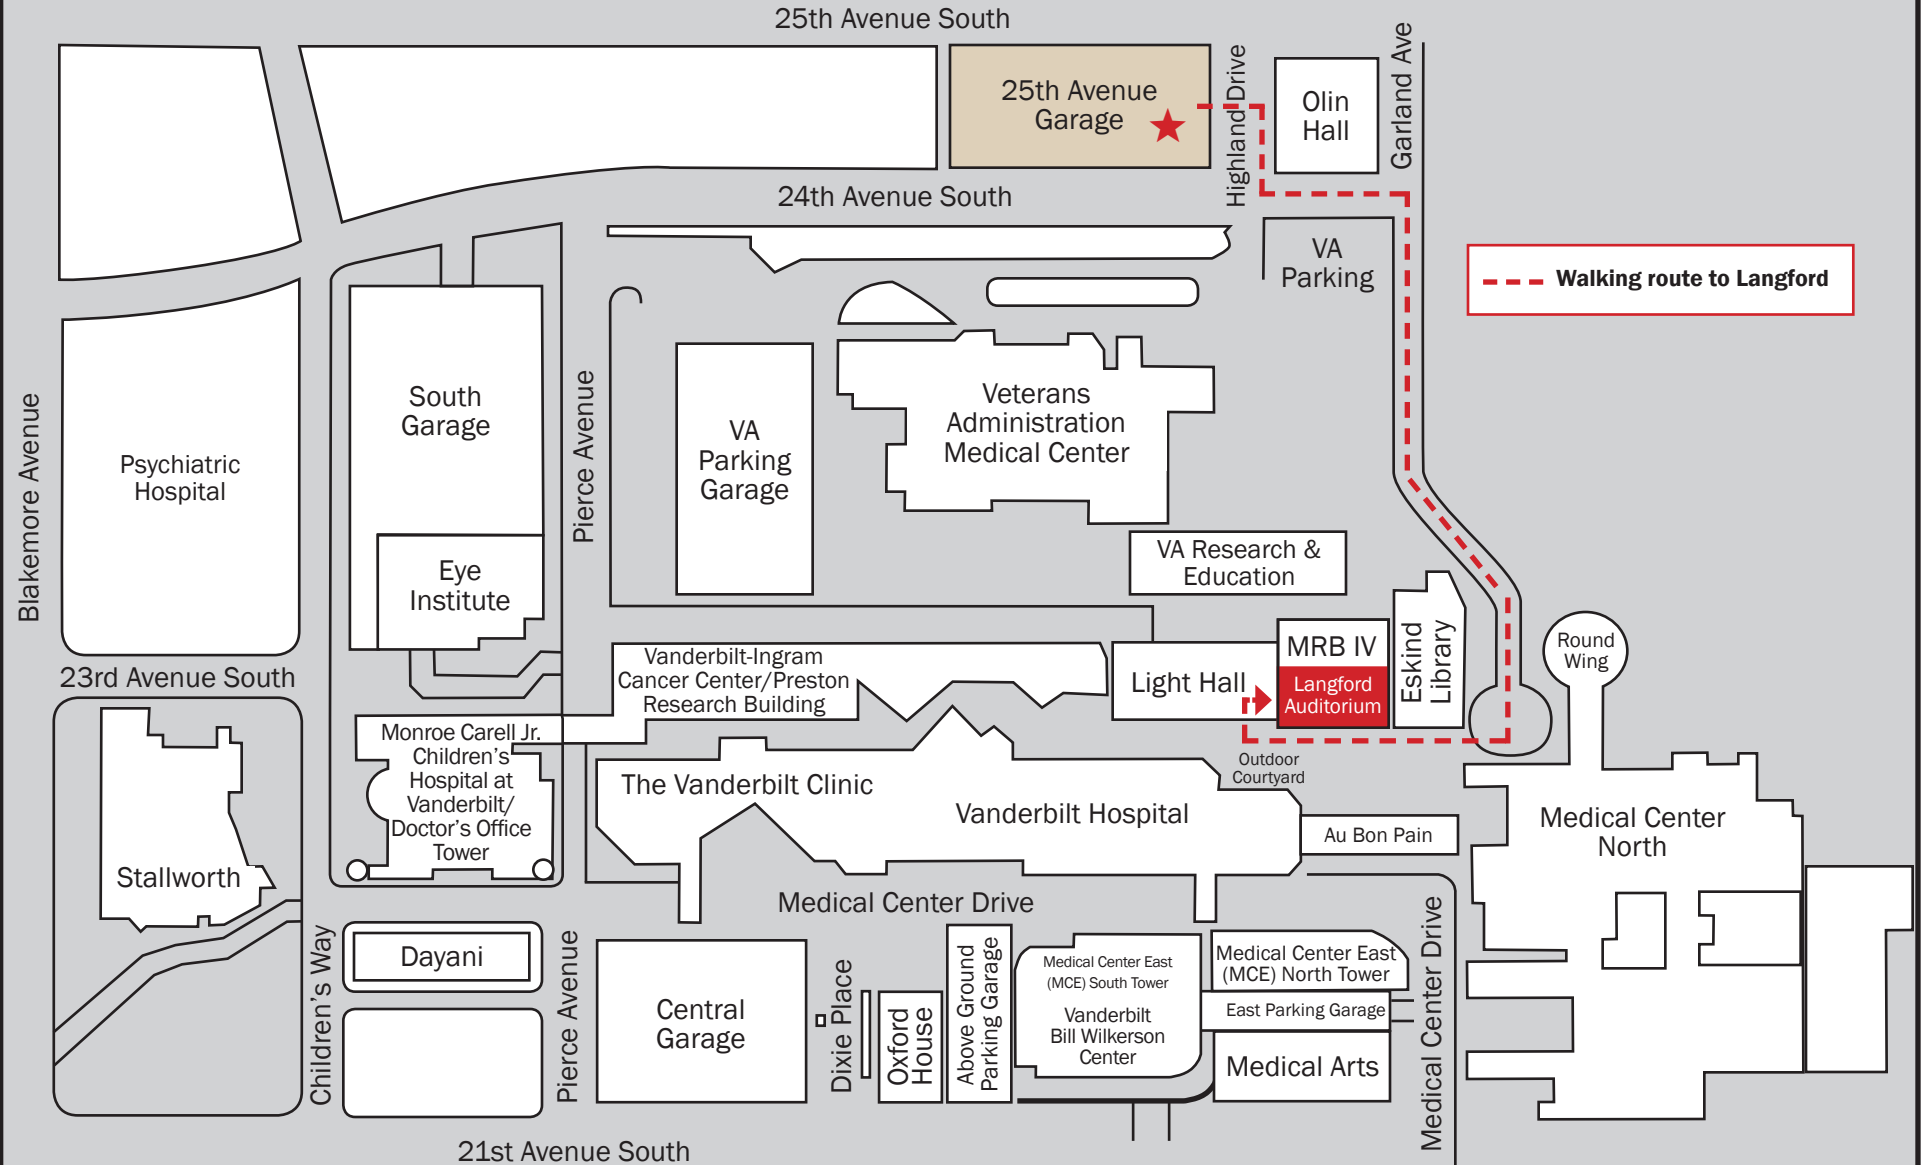 25th Avenue South
25th Avenue
Garage
Highland Drive
Olin
Hall
Garland Ave
24th Avenue South
VA
Parking
Walking route to Langford
Blakemore Avenue
Psychiatric
Hospital
South
Garage
Pierce Avenue
VA
Parking
Garage
Veterans
Administration
Medical Center
VA Research &
Education
Eye
Institute
23rd Avenue South
Vanderbilt-Ingram
Cancer Center/Preston
Research Building
Light Hall
MRB IV
Langford
Auditorium
Eskind
Library
Round
Wing
Monroe Carell Jr.
Children's
Hospital at
Vanderbilt/
Doctor's Office
Tower
The Vanderbilt Clinic
Vanderbilt Hospital
Outdoor
Courtyard
Au Bon Pain
Medical Center
North
Stallworth
Medical Center Drive
Children's Way
Dayani
Pierce Avenue
Central
Garage
Dixie Place
Oxford
House
Above Ground
Parking Garage
Medical Center East
(MCE) South Tower
Vanderbilt
Bill Wilkerson
Center
Medical Center East
(MCE) North Tower
East Parking Garage
Medical Arts
Medical Center Drive
21st Avenue South